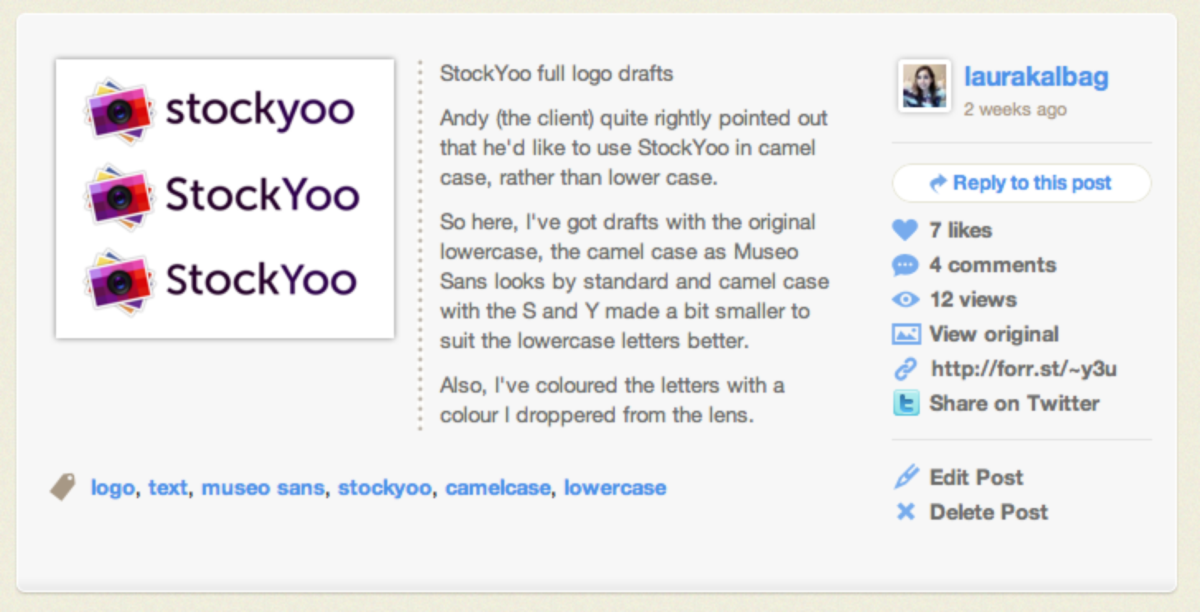 stockyoo
StockYoo
StockYoo
StockYoo full logo drafts
Andy (the client) quite rightly pointed out
that he'd like to use StockYoo in camel
case, rather than lower case.
So here, I've got drafts with the original
lowercase, the camel case as Museo
Sans looks by standard and camel case
with the S and Y made a bit smaller to
suit the lowercase letters better.
Also, I've coloured the letters with a
colour I droppered from the lens.
logo, text, museo sans, stockyoo, camelcase, lowercase
laurakalbag
2 weeks ago
Reply to this post
7 likes
4 comments
12 views
View original
http://forr.st/~y3u
Share on Twitter
Edit Post
Delete Post